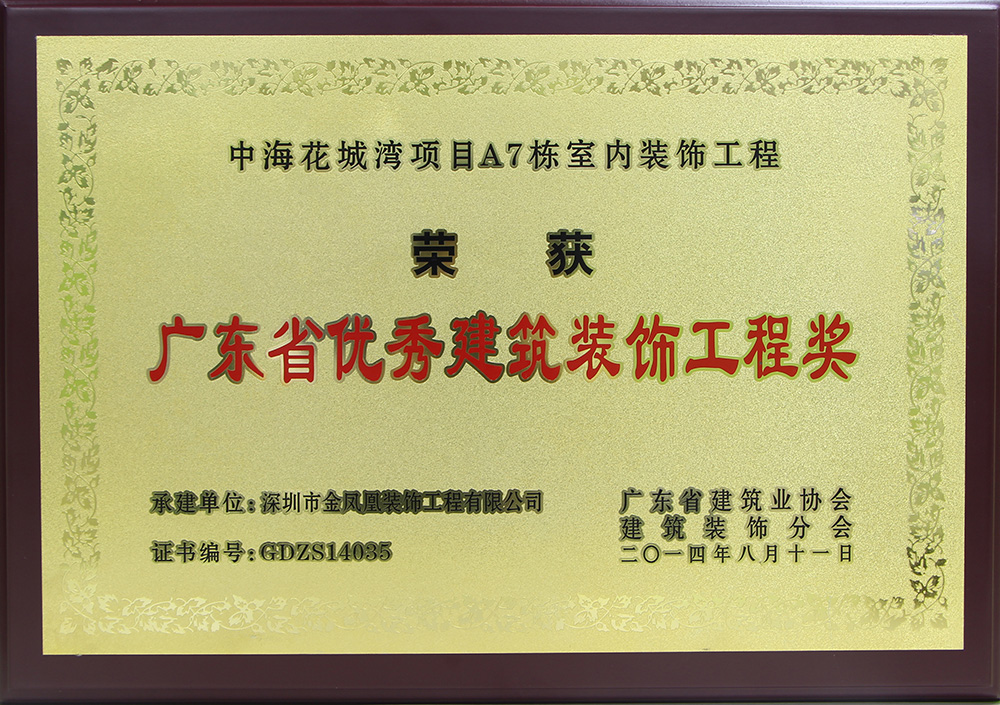 中海花城湾项目A7栋室内装饰工程
荣 获
广东省优秀建筑装饰工程奖
承建单位:深圳市金凤凰装饰工程有限公司
证书编号:GDZS14035
广东省建筑业协会
建筑装饰分会
二〇一四年八月十一日